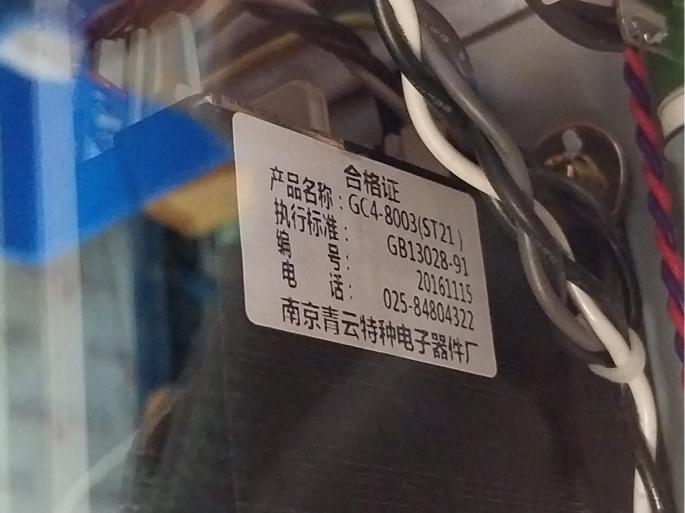 合格证
产品名称：GC4-8003(ST21）
执行标准： GB13028-91
编 号： 20161115
电 话： 025-84804322
南京青云特种电子器件厂